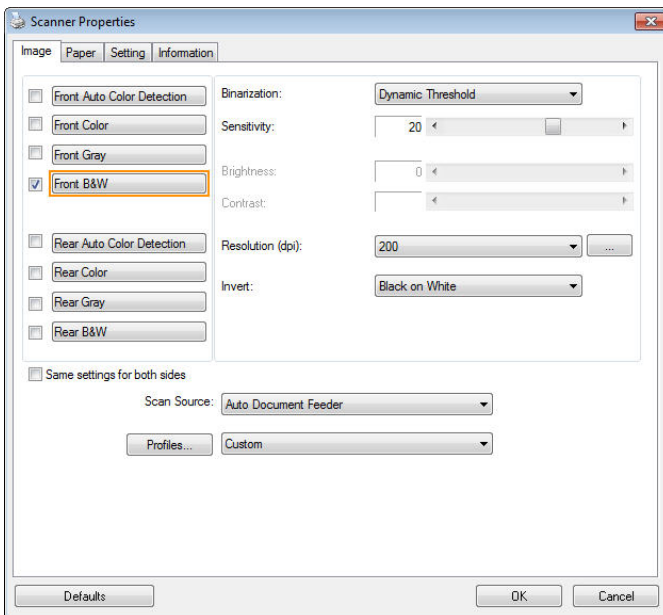 Scanner Properties
Image Paper Setting Information
Front Auto Color Detection
Front Color
Front Gray
Front B&W
Rear Auto Color Detection
Rear Color
Rear Gray
Rear B&W
Binarization: Dynamic Threshold
Sensitivity: 20
Brightness: 0
Contrast:
Resolution (dpi): 200 ...
Invert: Black on White
Same settings for both sides
Scan Source: Auto Document Feeder
Profiles... Custom
Defaults OK Cancel